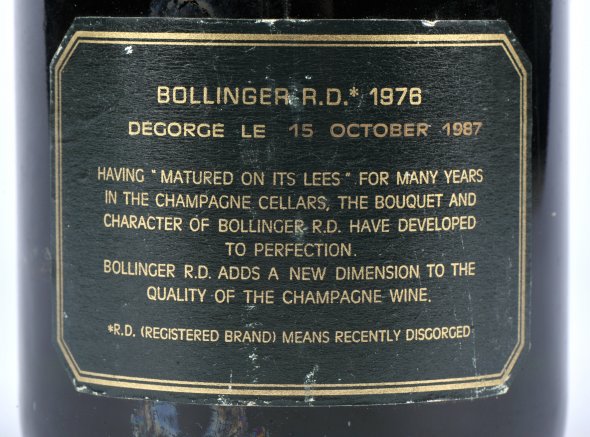 BOLLINGER R.D.* 1976
DEGORGÉ LE 15 OCTOBER 1987
HAVING "MATURED ON ITS LEES" FOR MANY YEARS
IN THE CHAMPAGNE CELLARS, THE BOUQUET AND
CHARACTER OF BOLLINGER R.D. HAVE DEVELOPED
TO PERFECTION.
BOLLINGER R.D. ADDS A NEW DIMENSION TO THE
QUALITY OF THE CHAMPAGNE WINE.
*R.D. (REGISTERED BRAND) MEANS RECENTLY DISGORGED